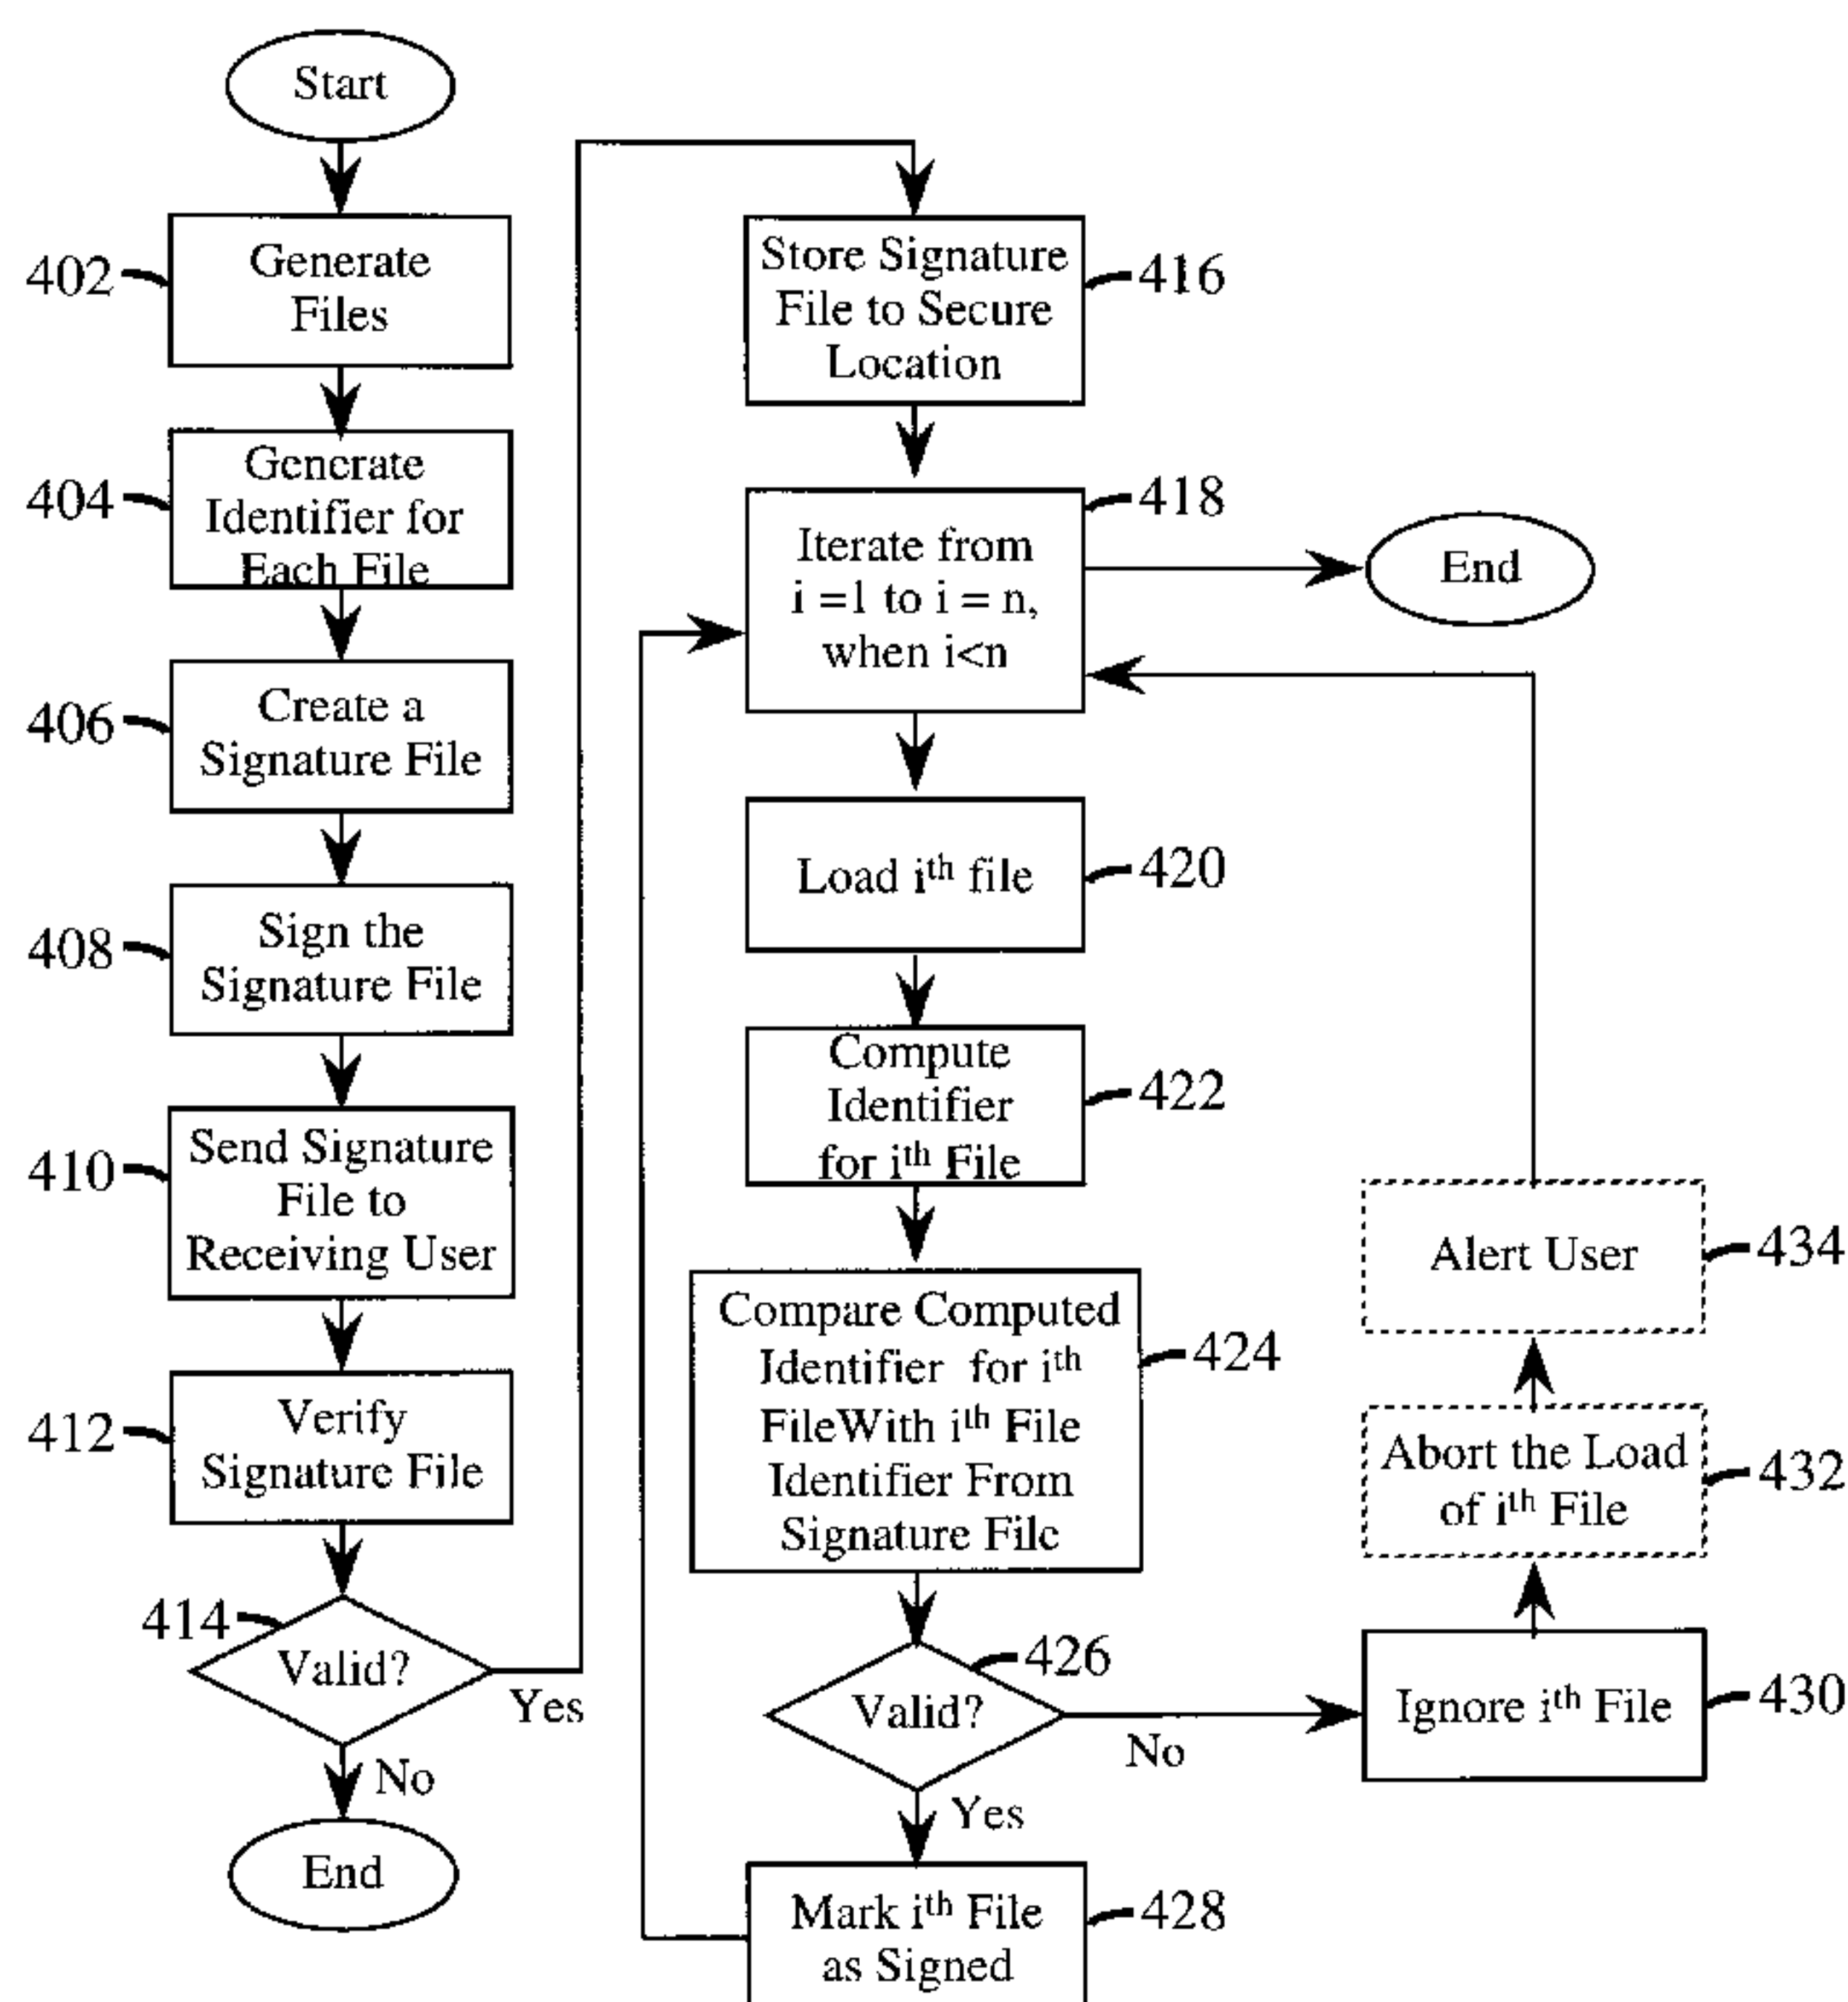 Start
402
Generate
Files
404
Generate
Identifier for
Each File
406
Create a
Signature File
408
Sign the
Signature File
410
Send Signature
File to
Receiving User
412
Verify
Signature File
414
Valid?
Yes
No
End
Store Signature
File to Secure
Location
416
418
Iterate from
i =1 to i = n,
when i<n
End
Load ith file
420
Compute
Identifier
for ith File
422
Compare Computed
Identifier for ith
FileWith ith File
Identifier From
Signature File
424
426
Valid?
No
Yes
Mark ith File
as Signed
428
Ignore ith File
430
Abort the Load
of ith File
432
Alert User
434